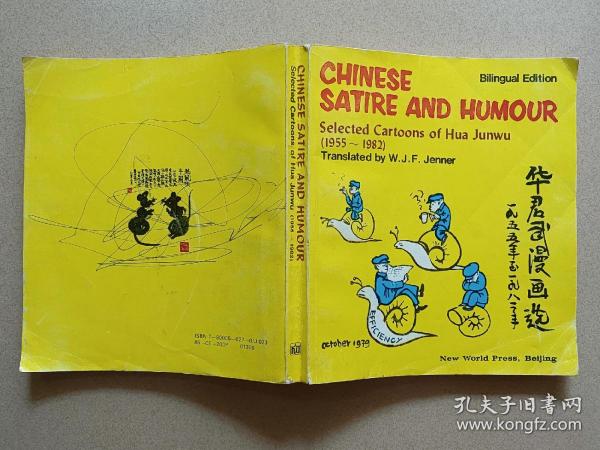 CHINESE
SATIRE AND HUMOUR
Bilingual Edition
Selected Cartoons of Hua Junwu
(1955~1982)
Translated by W.J.F. Jenner
华君武漫画选
一九五五年至一九八二年
EFFICIENCY
october 1979
New World Press, Beijing
CHINESE SATIRE AND HUMOUR
Selected Cartoons of Hua Junwu (1955~1982)
01300
孔夫子旧书网
www.kongfz.com